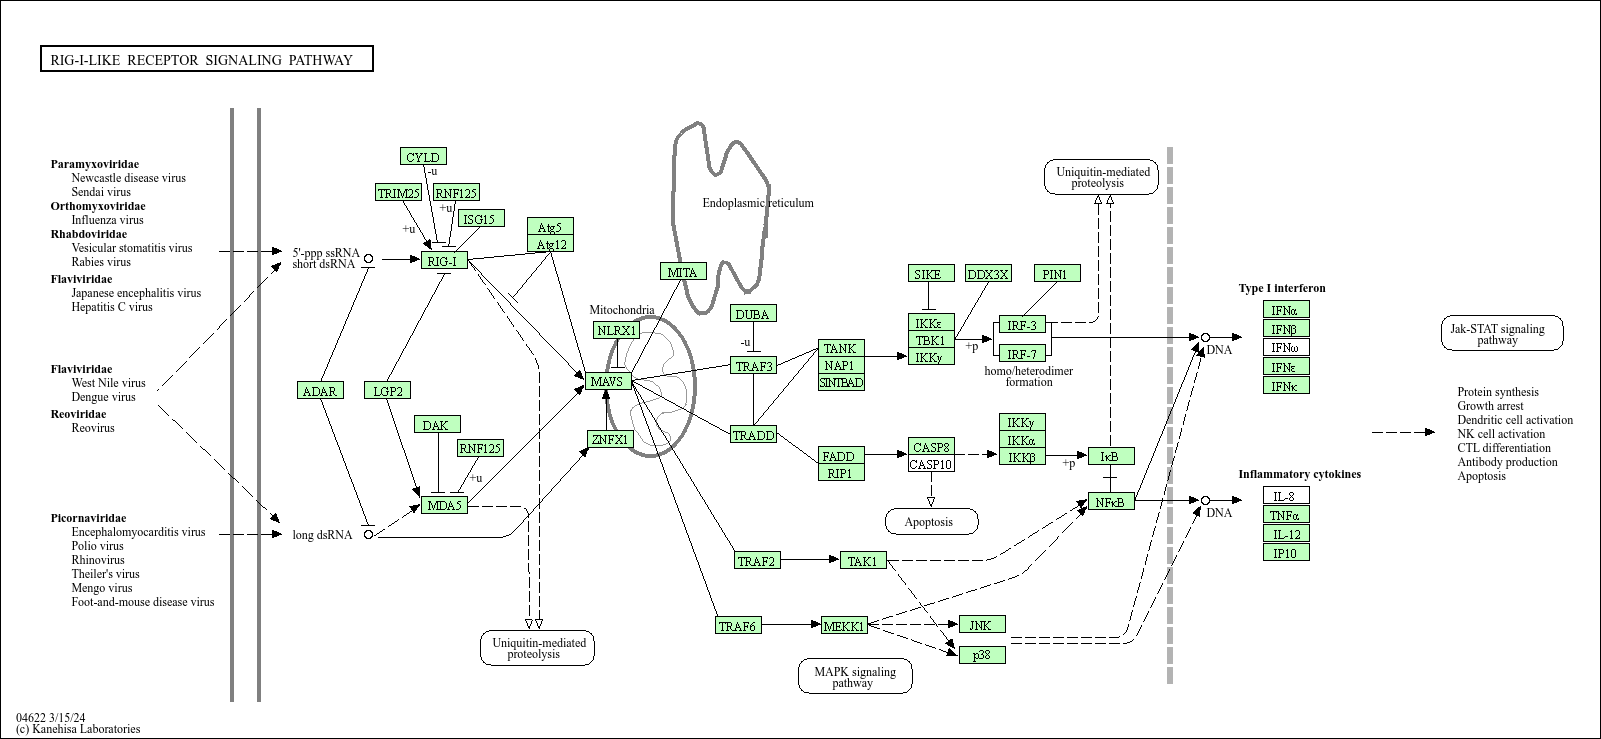 RIG-I-LIKE RECEPTOR SIGNALING PATHWAY
Paramyxoviridae
Newcastle disease virus
Sendai virus
Orthomyxoviridae
Influenza virus
Rhabdoviridae
Vesicular stomatitis virus
Rabies virus
Flaviviridae
Japanese encephalitis virus
Hepatitis C virus
Flaviviridae
West Nile virus
Dengue virus
Reoviridae
Reovirus
Picornaviridae
Encephalomyocarditis virus
Polio virus
Rhinovirus
Theiler's virus
Mengo virus
Foot-and-mouse disease virus
5'-ppp ssRNA
short dsRNA
long dsRNA
ADAR
LGP2
CYLD
-u
TRIM25
RNF125
+u
+u
ISG15
RIG-I
Atg5
Atg12
DAK
RNF125
+u
MDA5
Uniquitin-mediated
proteolysis
Mitochondria
NLRX1
MAVS
ZNFX1
Endoplasmic reticulum
MITA
DUBA
-u
TRAF3
TRADD
TRAF2
TRAF6
TANK
NAP1
SINTBAD
FADD
RIP1
TAK1
MEKK1
MAPK signaling
pathway
SIKE
DDX3X
PIN1
IKKε
TBK1
IKKγ
+p
IRF-3
IRF-7
homo/heterodimer
formation
CASP8
CASP10
Apoptosis
IKKγ
IKKα
IKKβ
+p
IκB
NFκB
JNK
p38
Uniquitin-mediated
proteolysis
DNA
DNA
Type I interferon
IFNα
IFNβ
IFNω
IFNε
IFNκ
Inflammatory cytokines
IL-8
TNFα
IL-12
IP10
Jak-STAT signaling
pathway
Protein synthesis
Growth arrest
Dendritic cell activation
NK cell activation
CTL differentiation
Antibody production
Apoptosis
04622 3/15/24
(c) Kanehisa Laboratories